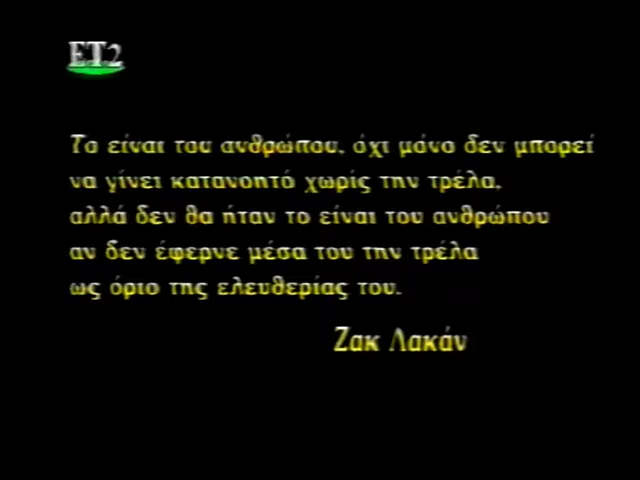 ΕΤ2
Το είναι του ανθρώπου, όχι μόνο δεν μπορεί
να γίνει κατανοητό χωρίς την τρέλα,
αλλά δεν θα ήταν το είναι του ανθρώπου
αν δεν έφερνε μέσα του την τρέλα
ως όριο της ελευθερίας του.
Ζακ Λακάν